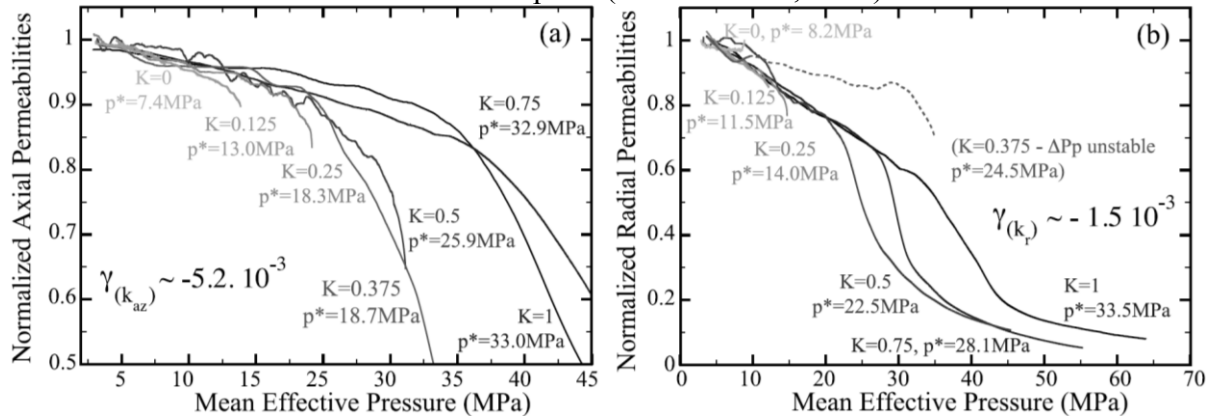 (a)
Normalized Axial Permeabilities
1
0.9
0.8
0.7
0.6
0.5
K=0
p*=7.4MPa
K=0.125
p*=13.0MPa
K=0.25
p*=18.3MPa
K=0.75
p*=32.9MPa
K=0.5
p*=25.9MPa
γ(kaz) ~ -5.2. 10-3
K=0.375
p*=18.7MPa
K=1
p*=33.0MPa
5 10 15 20 25 30 35 40 45
Mean Effective Pressure (MPa)
(b)
Normalized Radial Permeabilities
1
0.8
0.6
0.4
0.2
0
K=0, p*= 8.2MPa
K=0.125
p*=11.5MPa
K=0.25
p*=14.0MPa
(K=0.375 - ΔPp unstable
p*=24.5MPa)
γ(kr) ~ - 1.5 10-3
K=0.5
p*=22.5MPa
K=1
p*=33.5MPa
K=0.75, p*=28.1MPa
0 10 20 30 40 50 60 70
Mean Effective Pressure (MPa)